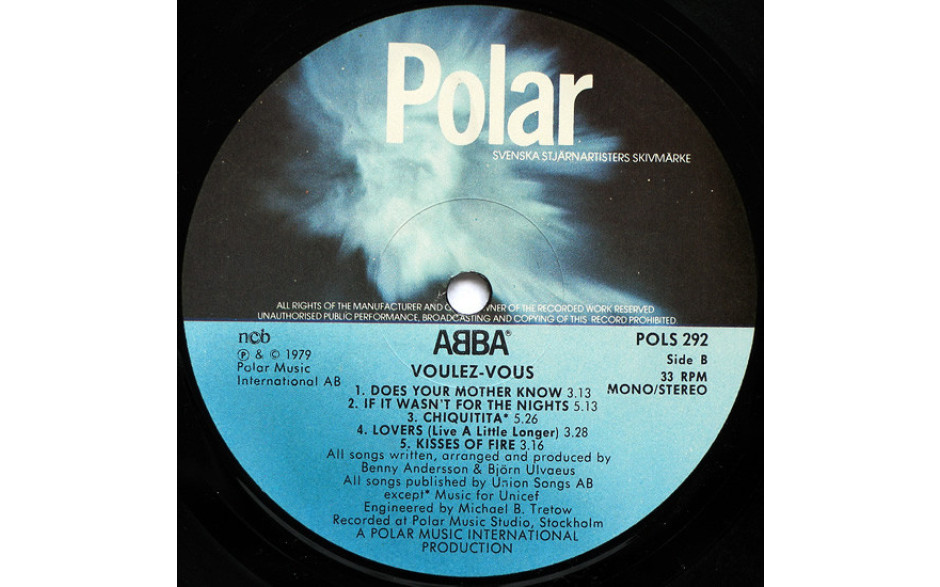 Polar
SVENSKA STJÄRNARTISTERS SKIVMÄRKE
ALL RIGHTS OF THE MANUFACTURER AND O WNER OF THE RECORDED WORK RESERVED
UNAUTHORISED PUBLIC PERFORMANCE, BROADCASTING AND COPYING OF THIS RECORD PROHIBITED
ncb
Ⓟ & © 1979
Polar Music
International AB
ABBA®
VOULEZ-VOUS
POLS 292
Side B
33 RPM
MONO/STEREO
1. DOES YOUR MOTHER KNOW 3.13
2. IF IT WASN'T FOR THE NIGHTS 5.13
3. CHIQUITITA* 5.26
4. LOVERS (Live A Little Longer) 3.28
5. KISSES OF FIRE 3.16
All songs written, arranged and produced by
Benny Andersson & Björn Ulvaeus
All songs published by Union Songs AB
except* Music for Unicef
Engineered by Michael B. Tretow
Recorded at Polar Music Studio, Stockholm
A POLAR MUSIC INTERNATIONAL
PRODUCTION